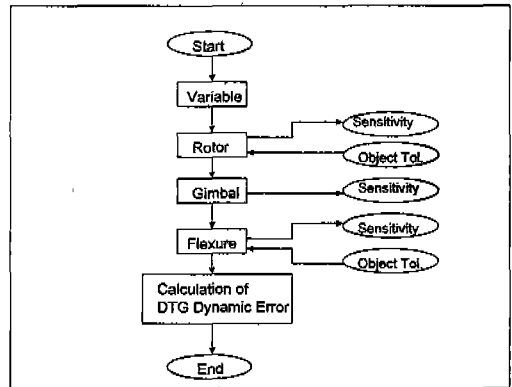 Start
Variable
Sensitivity
Rotor
Object Tol.
Gimbal
Sensitivity
Sensitivity
Flexure
Object Tol.
Calculation of
DTG Dynamic Error
End